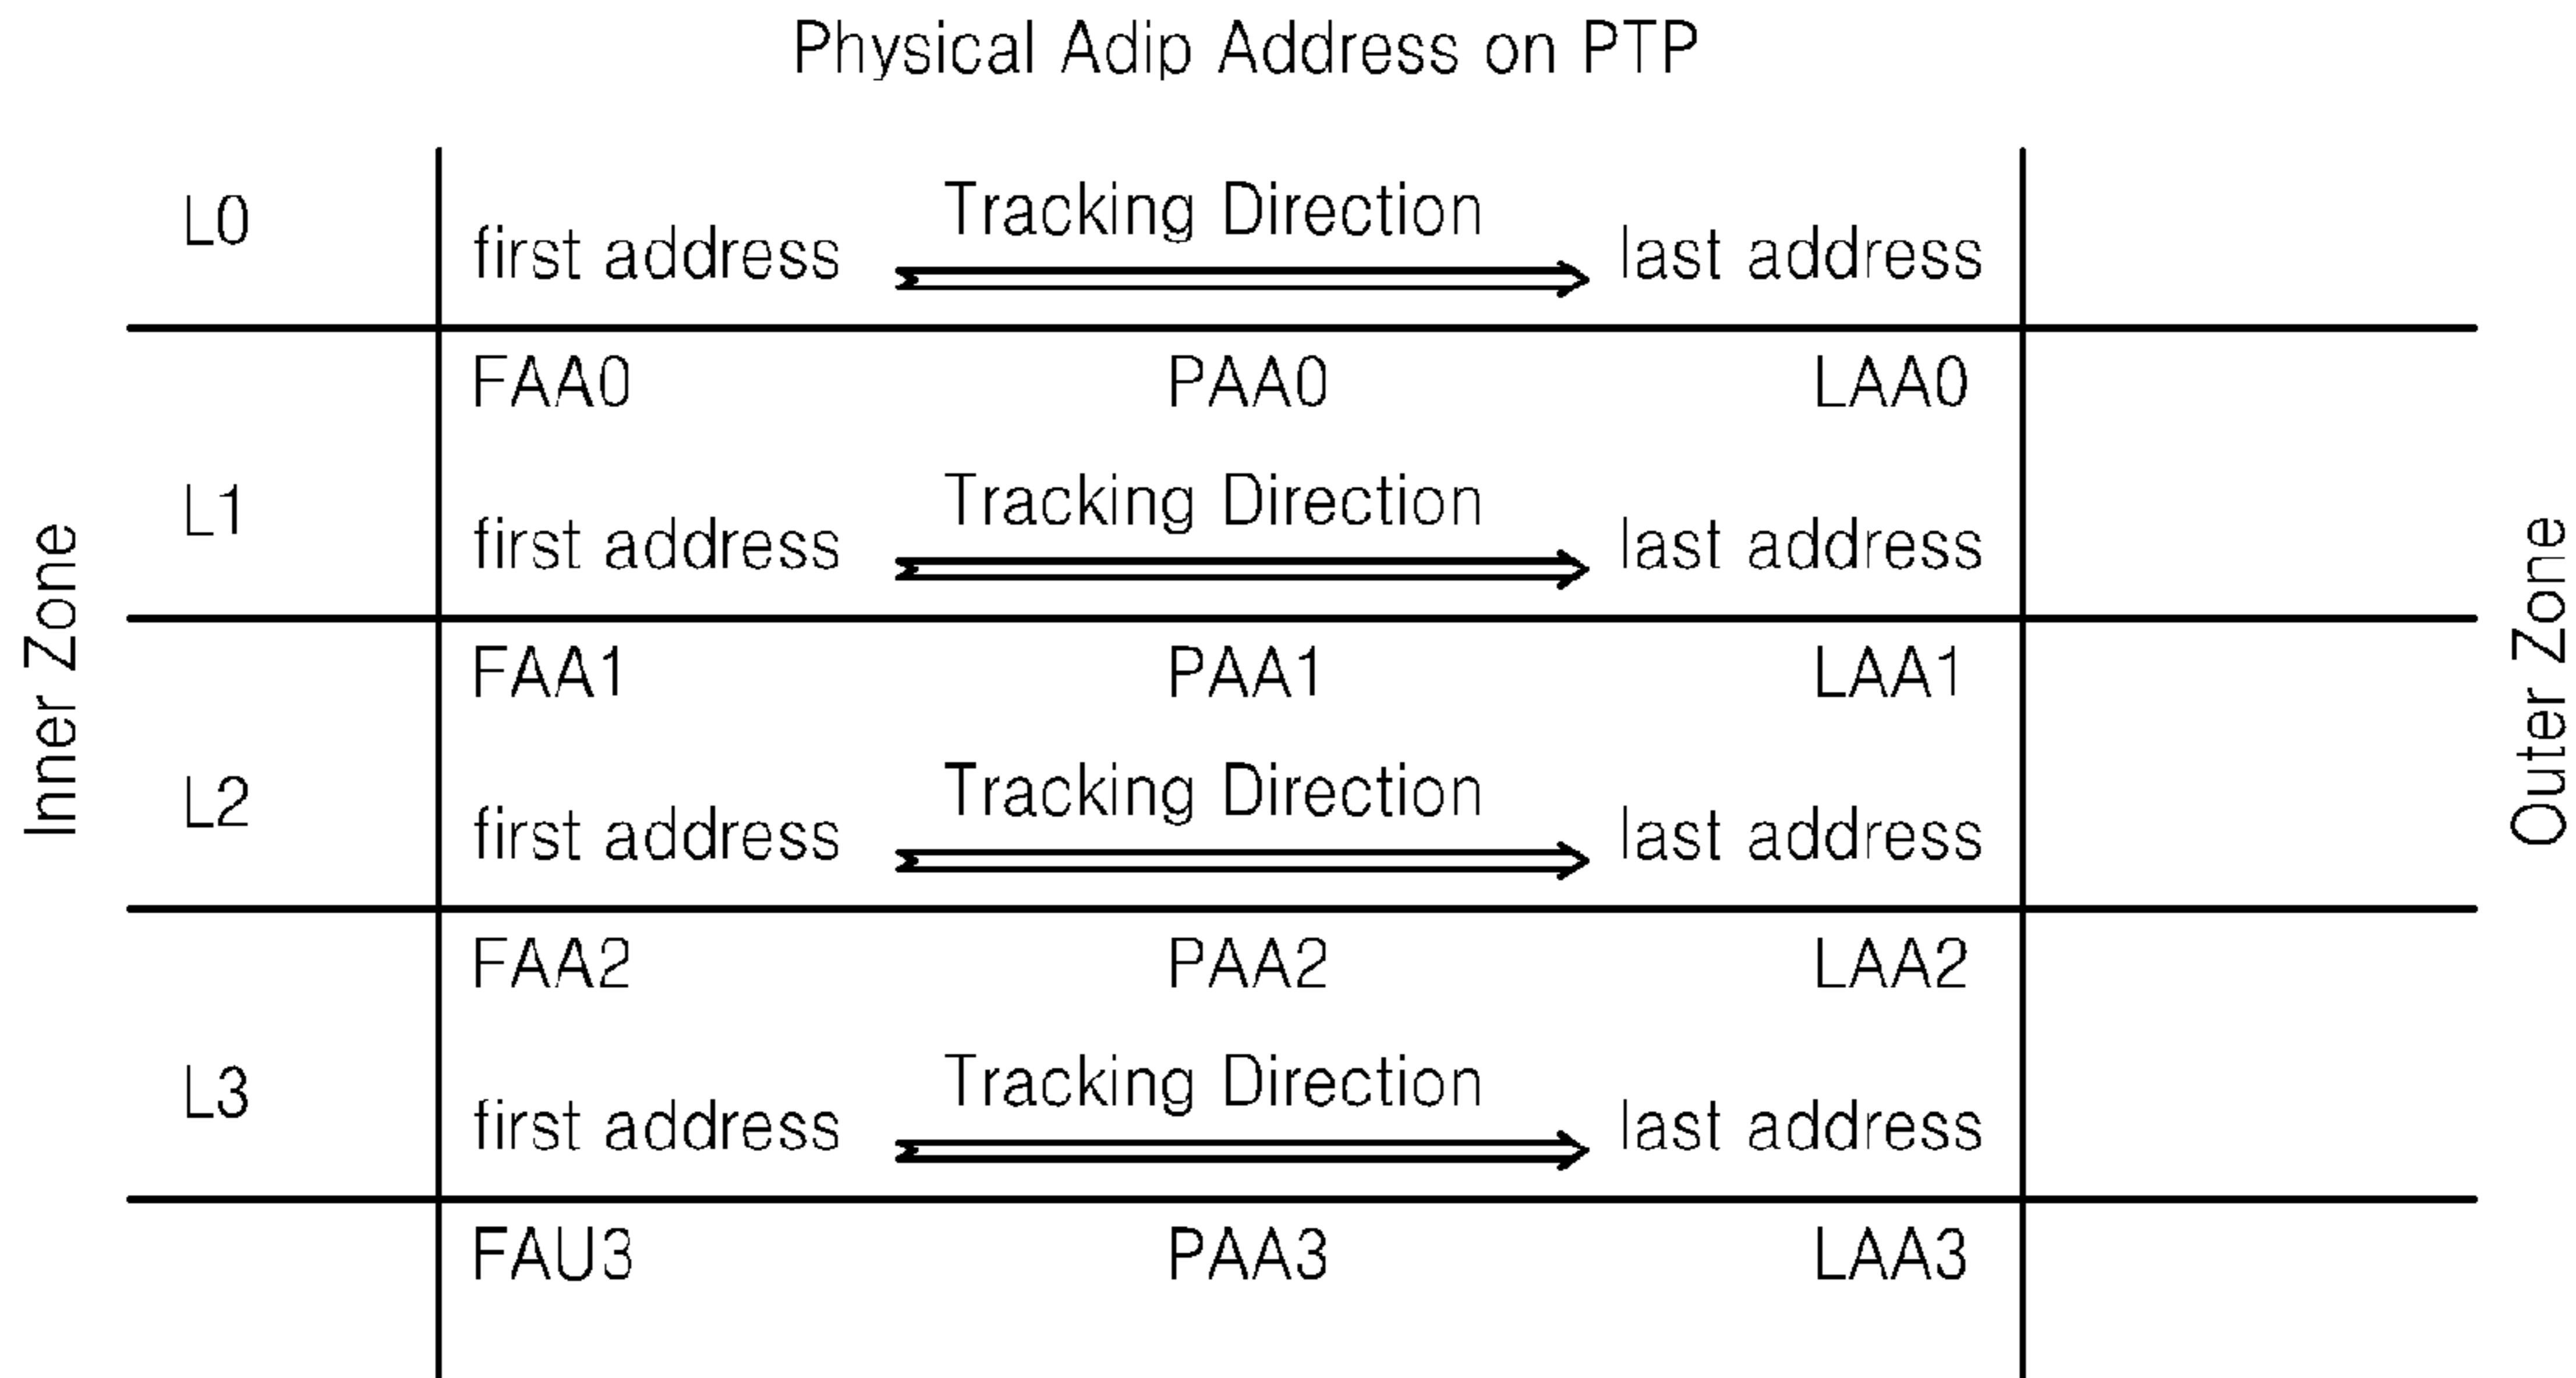 Physical Adip Address on PTP
Inner Zone
Outer Zone
L0
Tracking Direction
first address
last address
FAA0 PAA0 LAA0
L1
Tracking Direction
first address
last address
FAA1 PAA1 LAA1
L2
Tracking Direction
first address
last address
FAA2 PAA2 LAA2
L3
Tracking Direction
first address
last address
FAU3 PAA3 LAA3